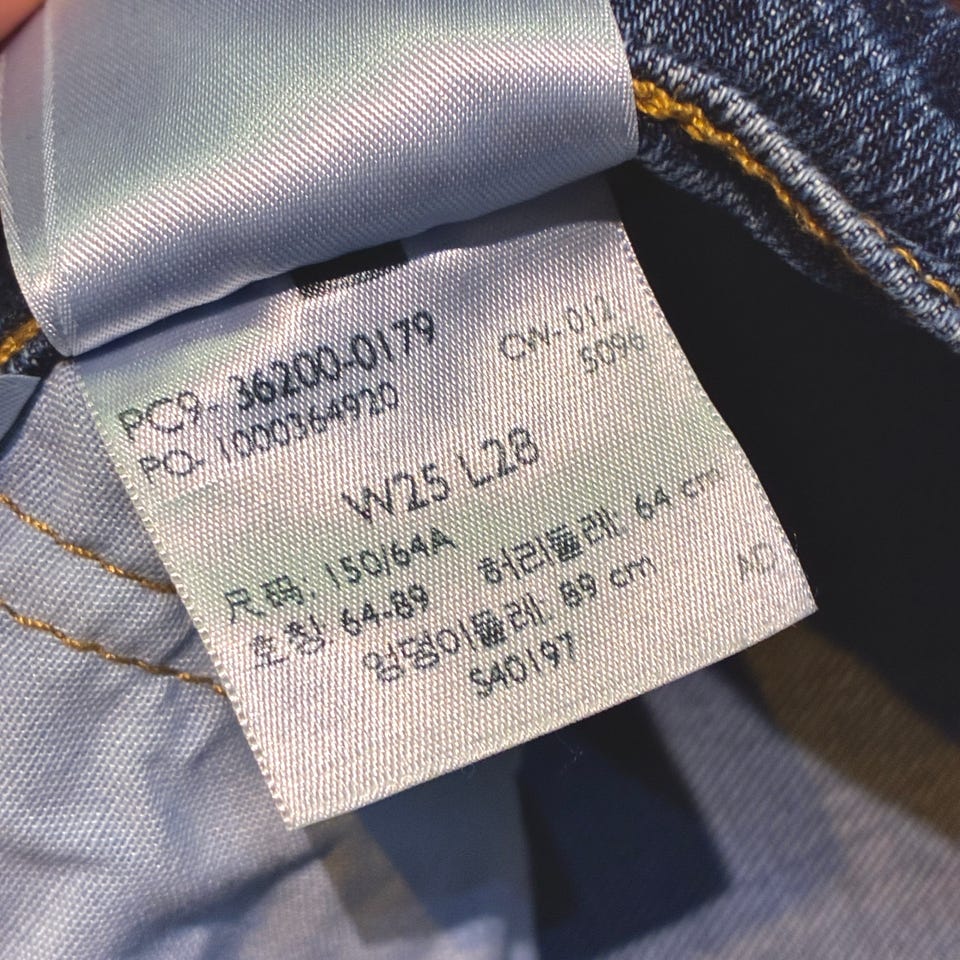 PC9- 36200-0179 CW- 012
PO- 1000364920 S096
W25 L28
尺码: 150/64A 허리둘레: 64 cm
호칭 64-89 엉덩이둘레: 89 cm
S40197